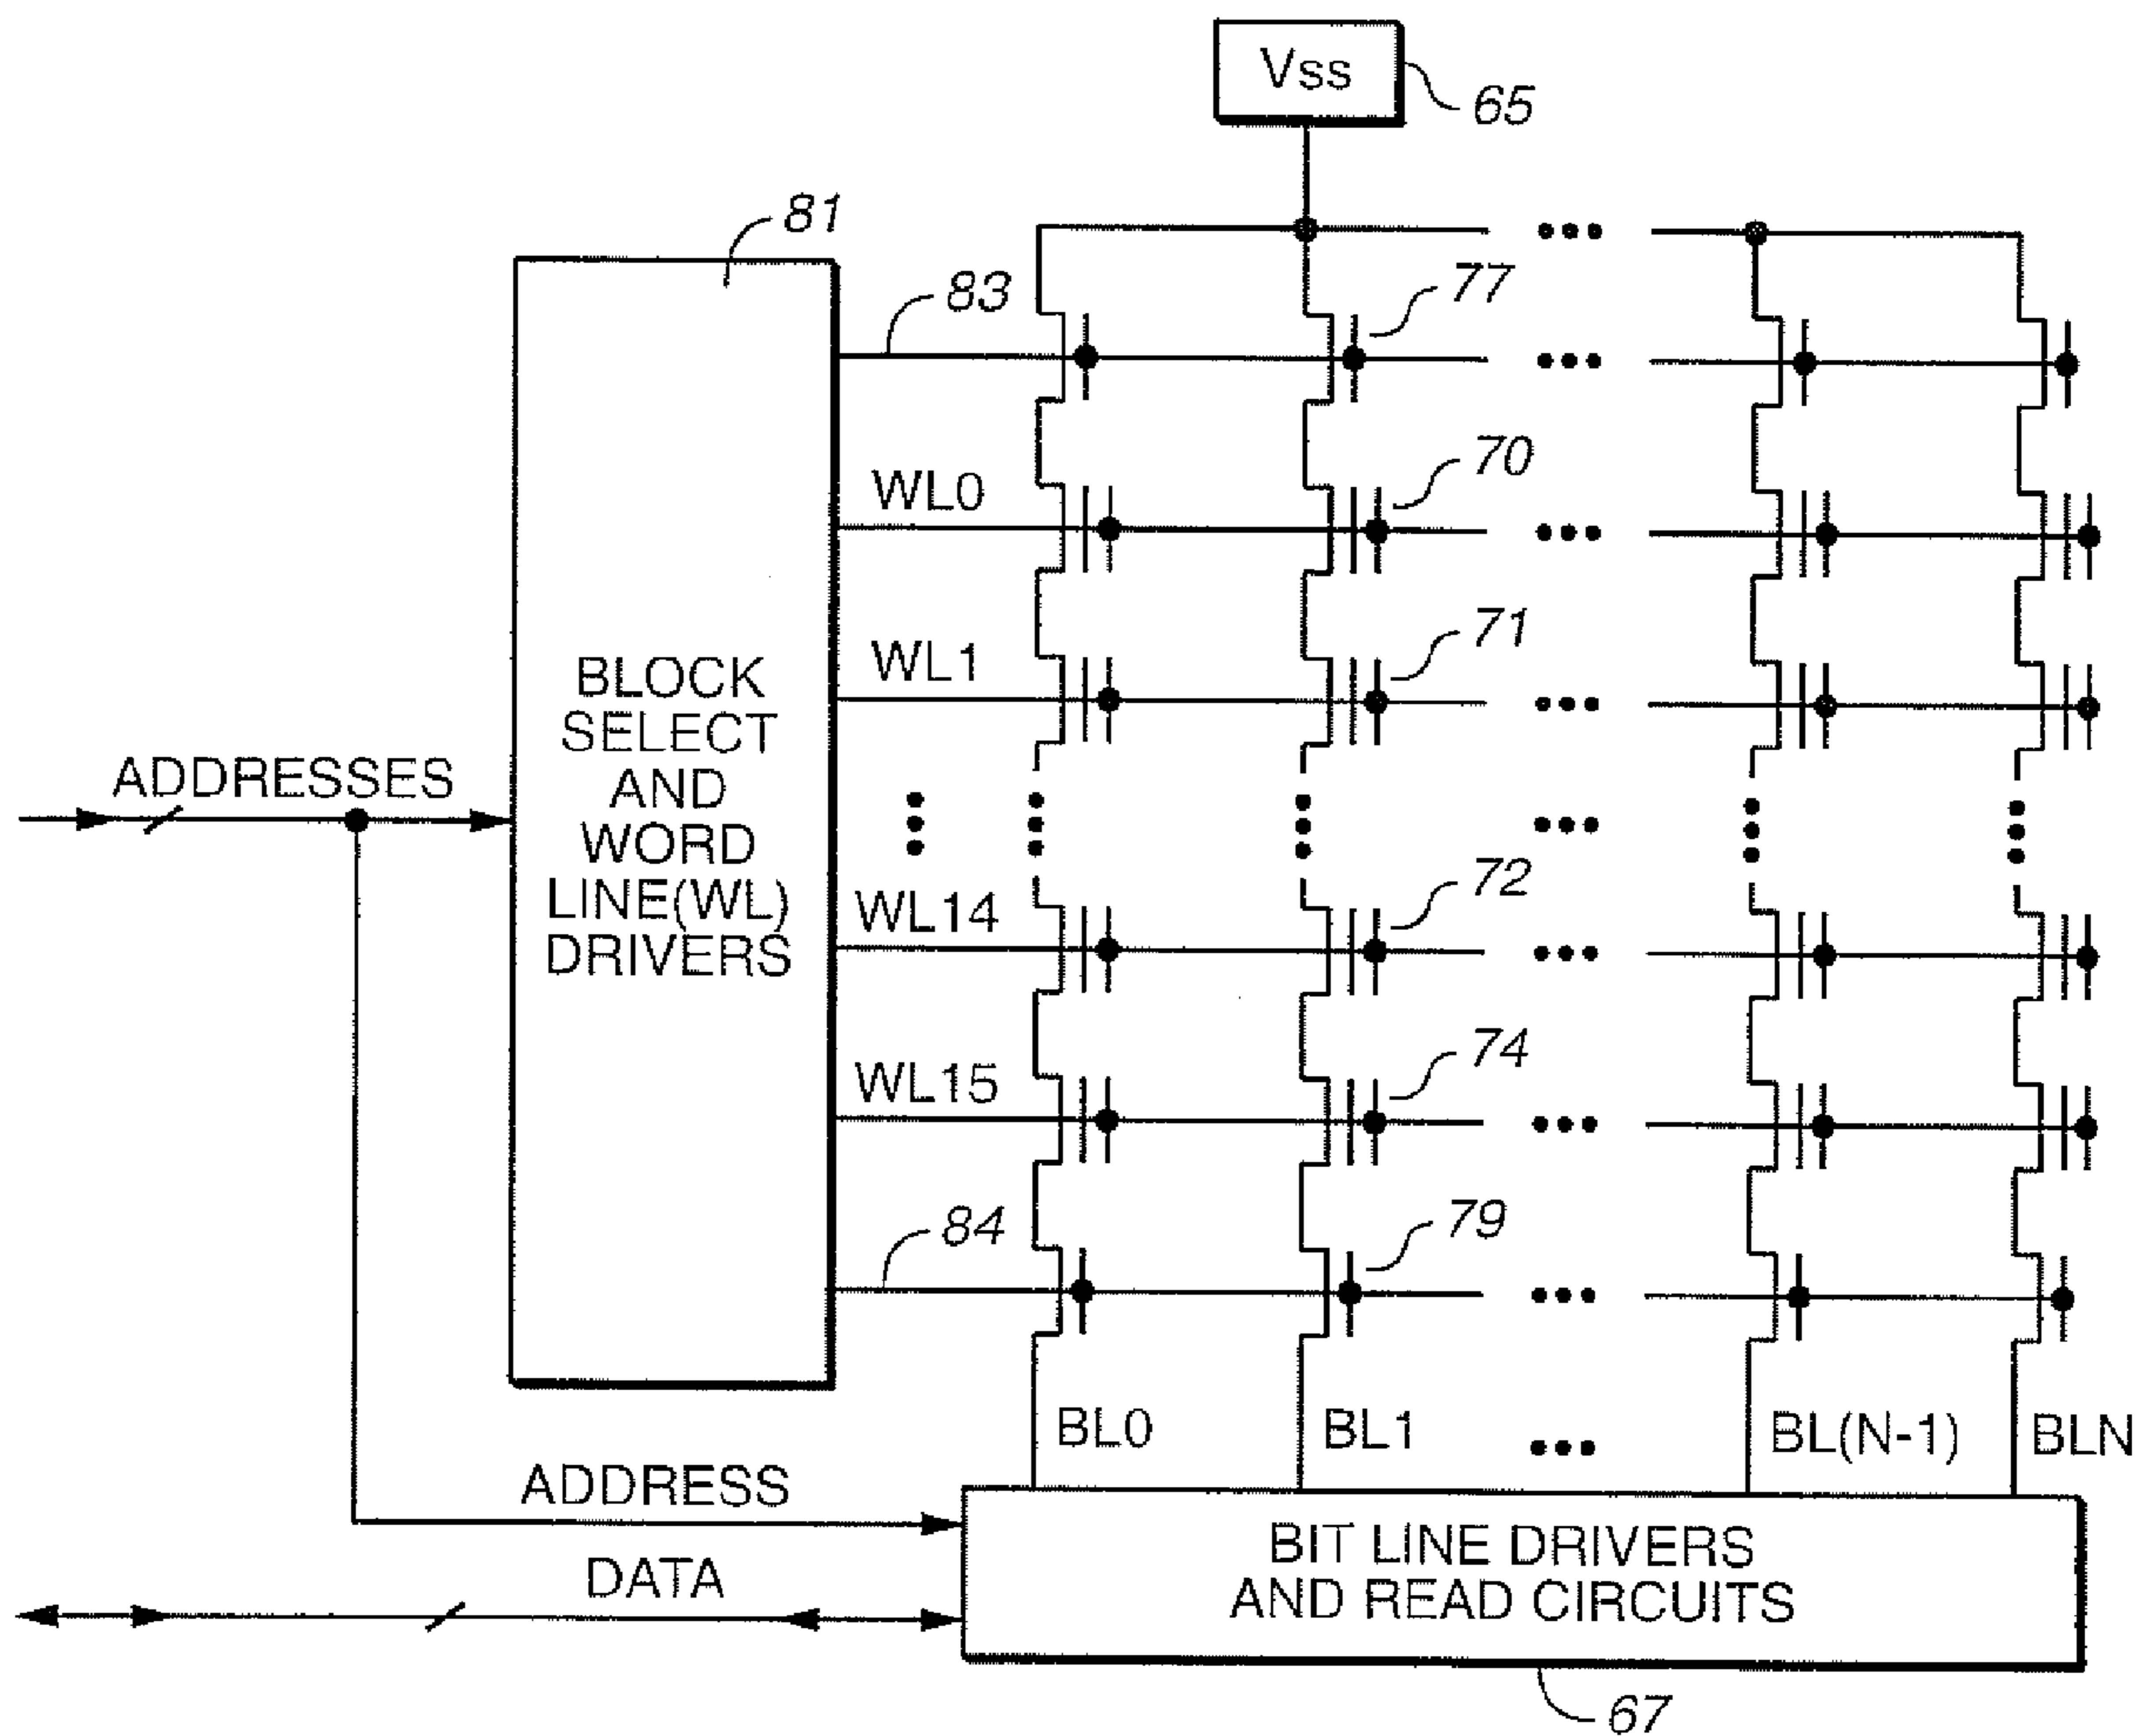 Vss
65
81
83
77
WL0
70
WL1
71
BLOCK
SELECT
AND
WORD
LINE(WL)
DRIVERS
ADDRESSES
WL14
72
WL15
74
84
79
BL0
BL1
BL(N-1)
BLN
ADDRESS
DATA
BIT LINE DRIVERS
AND READ CIRCUITS
67